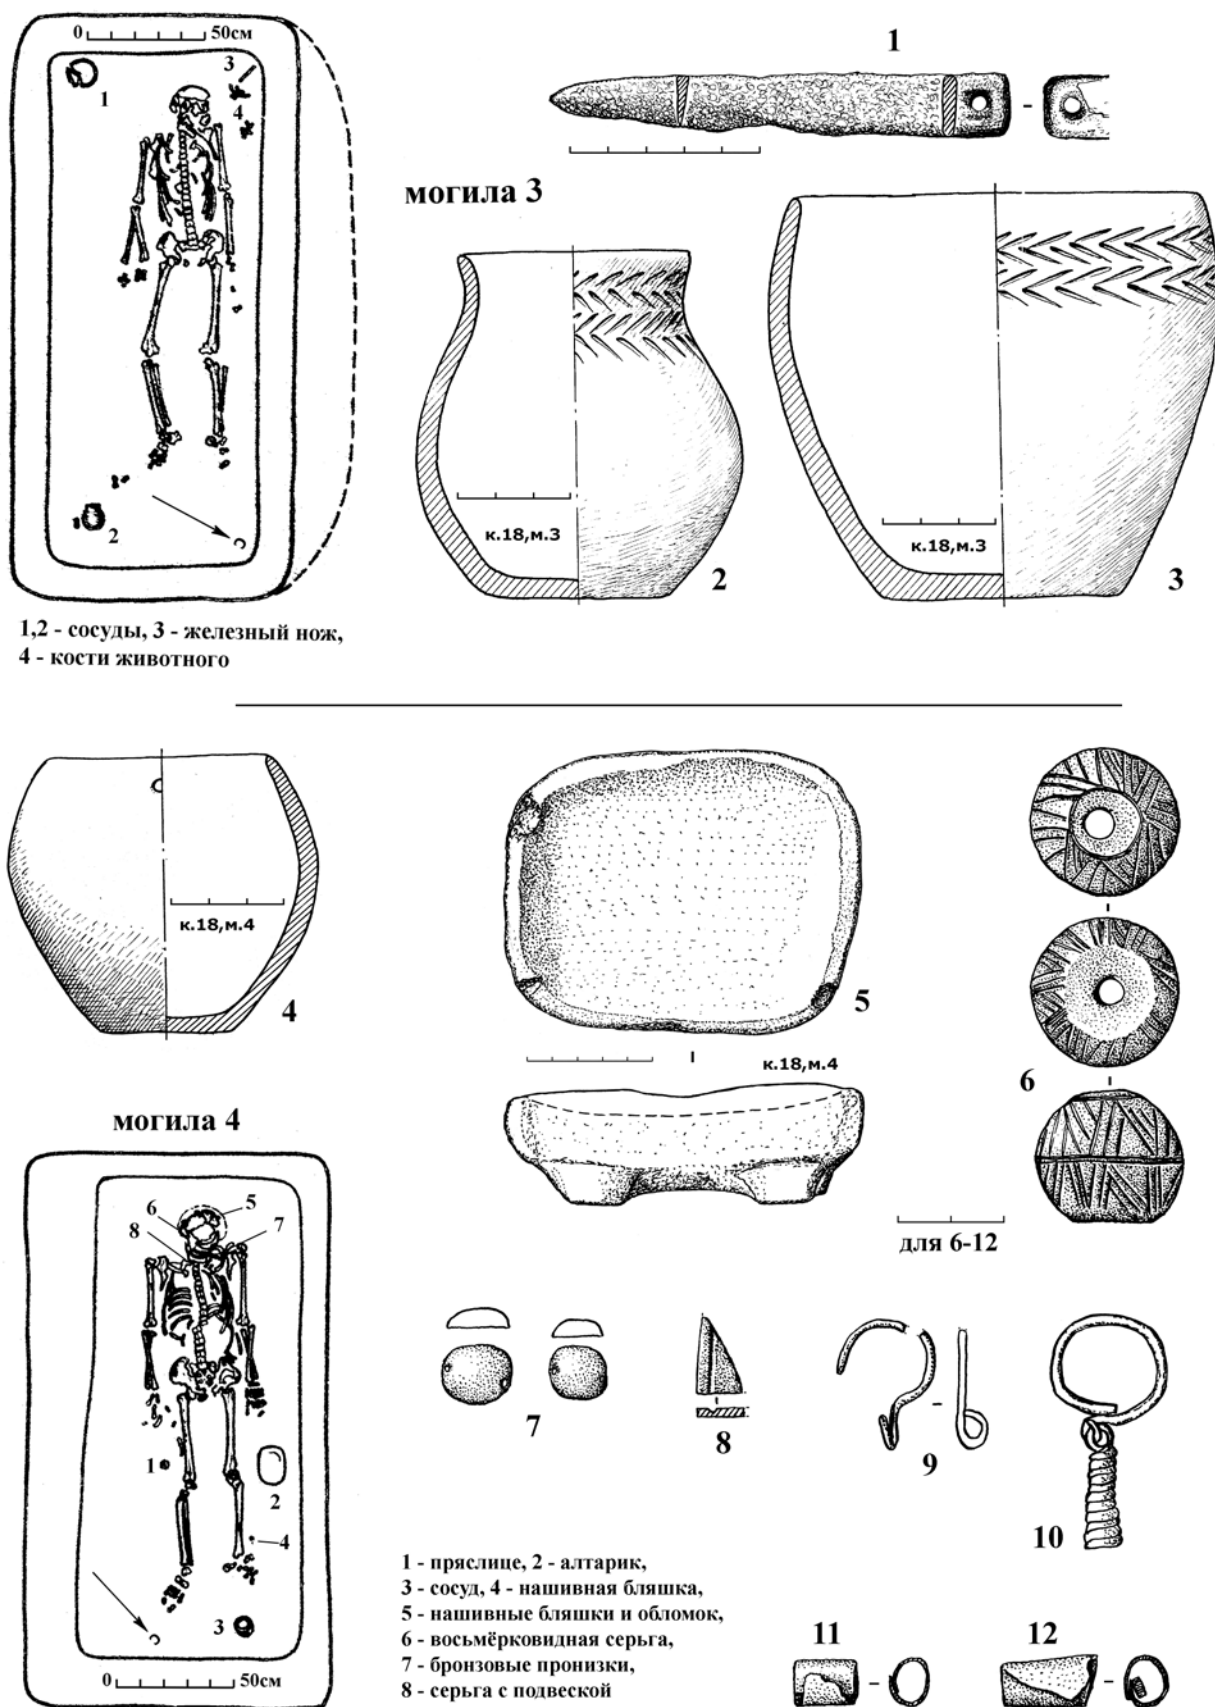 0 50см
3
1
4
2
1,2 - сосуды, 3 - железный нож,
4 - кости животного
1
могила 3
к.18,м.3
2
к.18,м.3
3
к.18,м.4
4
5
к.18,м.4
6
для 6-12
могила 4
6
5
8
7
1
2
4
3
0 50см
7
8
9
10
11
12
1 - пряслице, 2 - алтарик,
3 - сосуд, 4 - нашивная бляшка,
5 - нашивные бляшки и обломок,
6 - восьмёрковидная серьга,
7 - бронзовые пронизки,
8 - серьга с подвеской